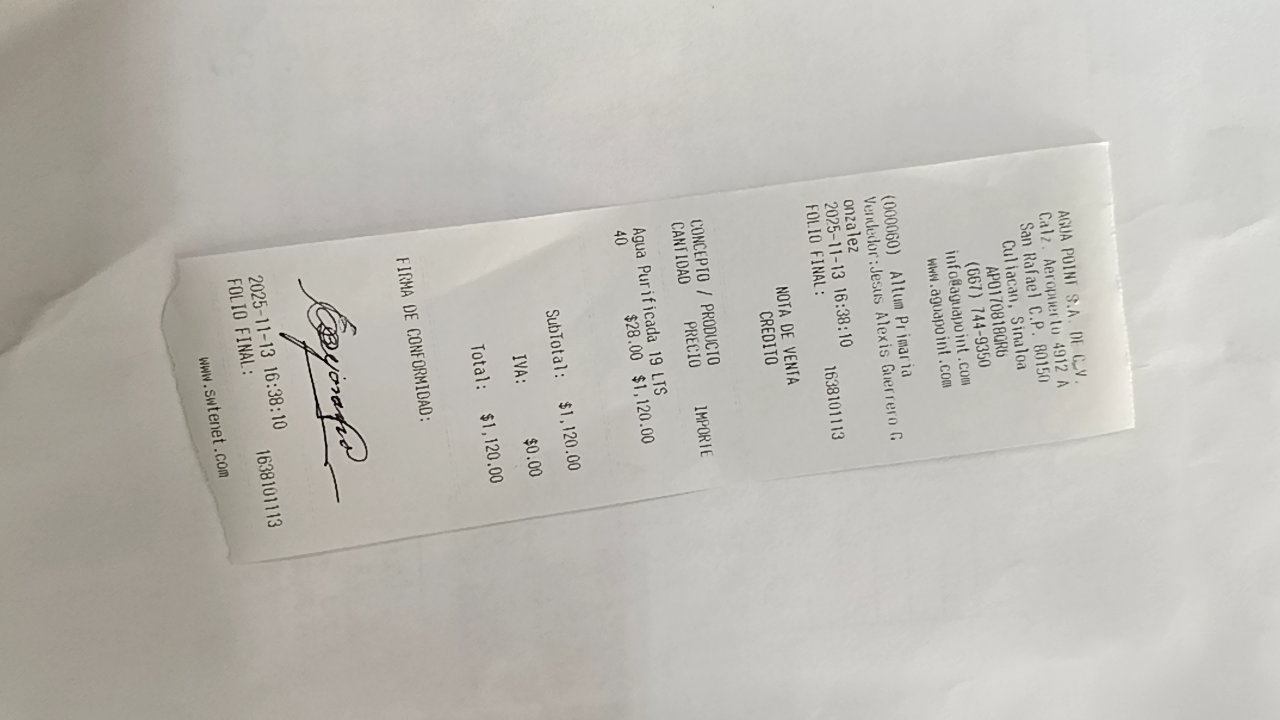 AGUA POINT S.A. DE C.V.
Calz. Aeropuerto 4912 A
San Rafael C.P. 80150
Culiacan, Sinaloa
APO170818QR6
(667) 744-9350
info@aguapoint.com
www.aguapoint.com
(000060) Altum Primaria
Vendedor:Jesus Alexis Guerrero G
onzalez
2025-11-13 16:38:10
FOLIO FINAL: 1638101113
NOTA DE VENTA
CREDITO
CONCEPTO / PRODUCTO
CANTIDAD PRECIO IMPORTE
Agua Purificada 19 LTS
40 $28.00 $1,120.00
SubTotal: $1,120.00
IVA: $0.00
Total: $1,120.00
FIRMA DE CONFORMIDAD:
2025-11-13 16:38:10
FOLIO FINAL: 1638101113
www.swtenet.com